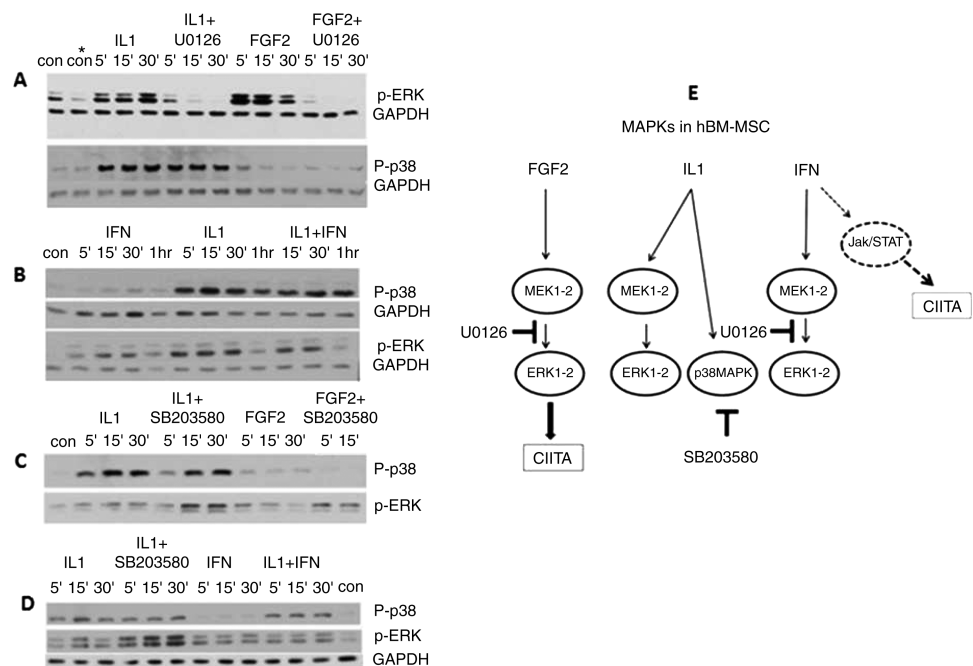 A
IL1
IL1+
U0126
FGF2
FGF2+
U0126
con con* 5' 15' 30' 5' 15' 30' 5' 15' 30' 5' 15' 30'
p-ERK
GAPDH
P-p38
GAPDH
B
IFN
IL1
IL1+IFN
con 5' 15' 30' 1hr 5' 15' 30' 1hr 15' 30' 1hr
P-p38
GAPDH
p-ERK
GAPDH
C
IL1
IL1+
SB203580
FGF2
FGF2+
SB203580
con 5' 15' 30' 5' 15' 30' 5' 15' 30' 5' 15'
P-p38
p-ERK
D
IL1
IL1+
SB203580
IFN
IL1+IFN
5' 15' 30' 5' 15' 30' 5' 15' 30' 5' 15' 30' con
P-p38
p-ERK
GAPDH
E
MAPKs in hBM-MSC
FGF2
IL1
IFN
Jak/STAT
CIITA
MEK1-2
MEK1-2
MEK1-2
U0126
U0126
ERK1-2
ERK1-2
p38MAPK
ERK1-2
CIITA
SB203580